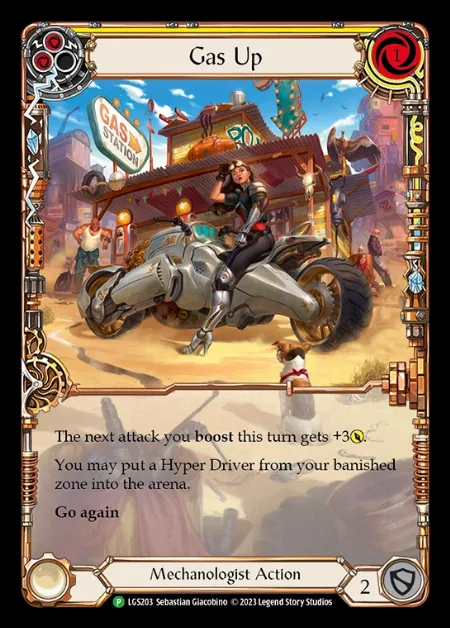 Gas Up
1
GAS
STATION
The next attack you boost this turn gets +3.
You may put a Hyper Driver from your banished
zone into the arena.
Go again
Mechanologist Action
2
P LGS203 Sebastian Giacobino © 2023 Legend Story Studios